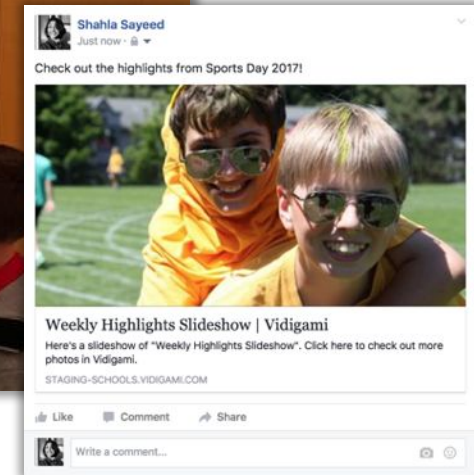 Shahla Sayeed
Just now ·
Check out the highlights from Sports Day 2017!
Weekly Highlights Slideshow | Vidigami
Here's a slideshow of "Weekly Highlights Slideshow". Click here to check out more
photos in Vidigami.
STAGING-SCHOOLS.VIDIGAMI.COM
Like Comment Share
Write a comment...